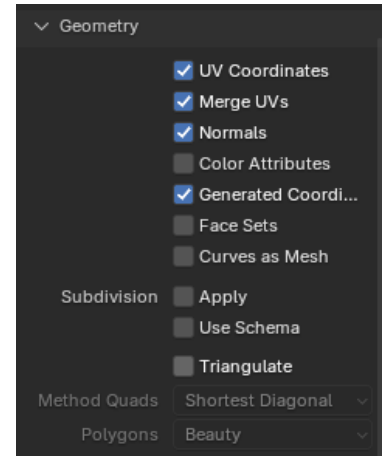 Geometry
UV Coordinates
Merge UVs
Normals
Color Attributes
Generated Coordi...
Face Sets
Curves as Mesh
Subdivision Apply
Use Schema
Triangulate
Method Quads Shortest Diagonal
Polygons Beauty